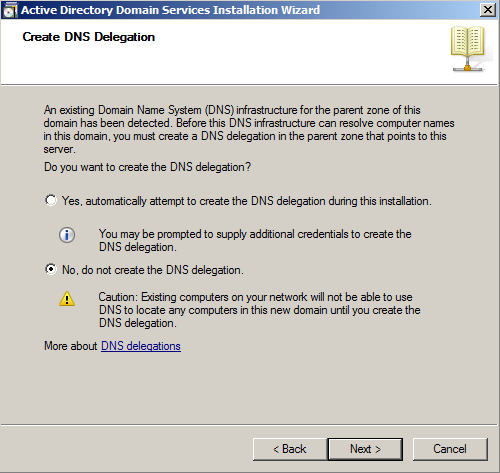 Active Directory Domain Services Installation Wizard
Create DNS Delegation
An existing Domain Name System (DNS) infrastructure for the parent zone of this
domain has been detected. Before this DNS infrastructure can resolve computer names
in this domain, you must create a DNS delegation in the parent zone that points to this
server.
Do you want to create the DNS delegation?
Yes, automatically attempt to create the DNS delegation during this installation.
You may be prompted to supply additional credentials to create the
DNS delegation.
No, do not create the DNS delegation.
Caution: Existing computers on your network will not be able to use
DNS to locate any computers in this new domain until you create the
DNS delegation.
More about DNS delegations
< Back Next > Cancel